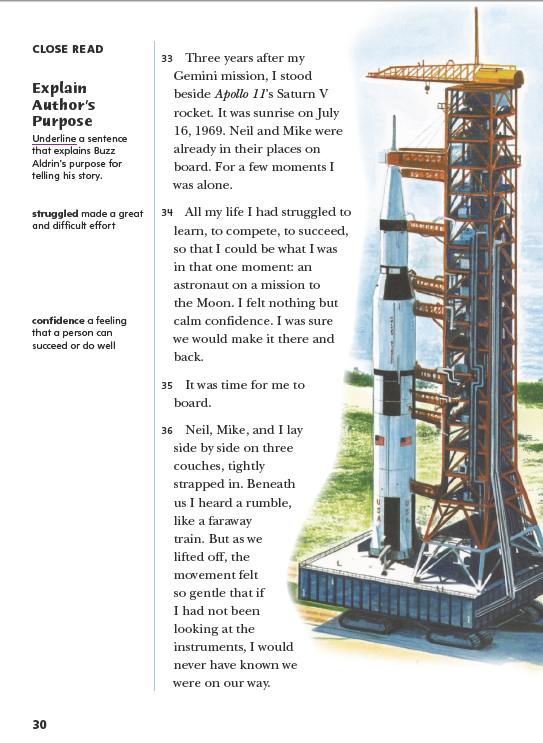 CLOSE READ
Explain
Author's
Purpose
Underline a sentence
that explains Buzz
Aldrin's purpose for
telling his story.
struggled made a great
and difficult effort
confidence a feeling
that a person can
succeed or do well
33 Three years after my
Gemini mission, I stood
beside Apollo 11's Saturn V
rocket. It was sunrise on July
16, 1969. Neil and Mike were
already in their places on
board. For a few moments I
was alone.
34 All my life I had struggled to
learn, to compete, to succeed,
so that I could be what I was
in that one moment: an
astronaut on a mission to
the Moon. I felt nothing but
calm confidence. I was sure
we would make it there and
back.
35 It was time for me to
board.
36 Neil, Mike, and I lay
side by side on three
couches, tightly
strapped in. Beneath
us I heard a rumble,
like a faraway
train. But as we
lifted off, the
movement felt
so gentle that if
I had not been
looking at the
instruments, I would
never have known we
were on our way.
USA
30